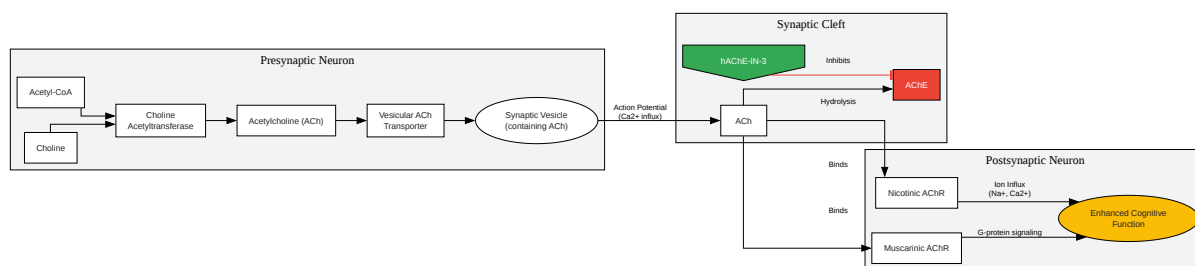 Presynaptic Neuron
Acetyl-CoA
Choline
Choline
Acetyltransferase
Acetylcholine (ACh)
Vesicular ACh
Transporter
Synaptic Vesicle
(containing ACh)
Action Potential
(Ca2+ influx)
Synaptic Cleft
hAChE-IN-3
Inhibits
AChE
Hydrolysis
ACh
Binds
Binds
Postsynaptic Neuron
Nicotinic AChR
Ion Influx
(Na+, Ca2+)
Enhanced Cognitive
Function
G-protein signaling
Muscarinic AChR